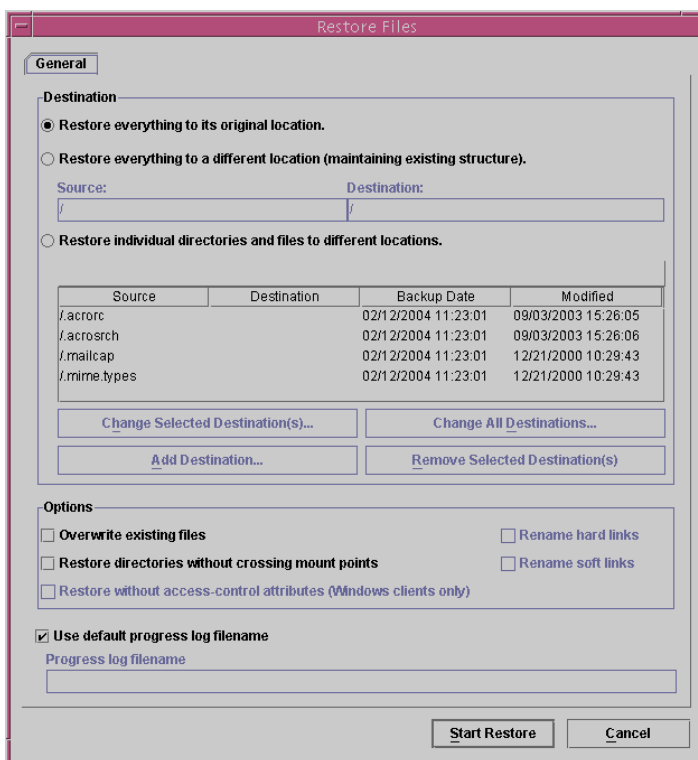 Restore Files
General
Destination
Restore everything to its original location.
Restore everything to a different location (maintaining existing structure).
Source: Destination:
/ /
Restore individual directories and files to different locations.
Source Destination Backup Date Modified
/.acrorc 02/12/2004 11:23:01 09/03/2003 15:26:05
/.acrosrch 02/12/2004 11:23:01 09/03/2003 15:26:06
/.mailcap 02/12/2004 11:23:01 12/21/2000 10:29:43
/.mime.types 02/12/2004 11:23:01 12/21/2000 10:29:43
Change Selected Destination(s)... Change All Destinations...
Add Destination... Remove Selected Destination(s)
Options
Overwrite existing files Rename hard links
Restore directories without crossing mount points Rename soft links
Restore without access-control attributes (Windows clients only)
Use default progress log filename
Progress log filename
Start Restore Cancel